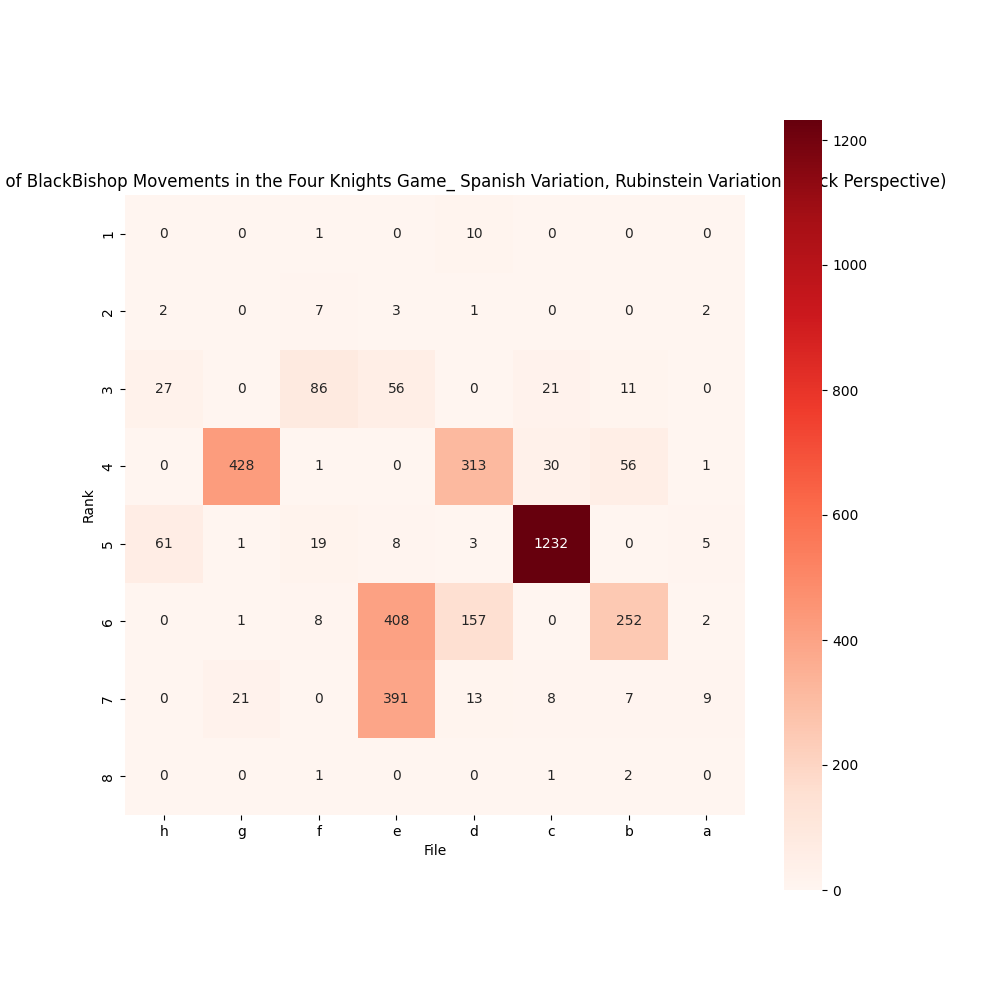 of BlackBishop Movements in the Four Knights Game_ Spanish Variation, Rubinstein Variation Perspective)
1200
1000
800
600
400
200
0
Rank
1 0 0 1 0 10 0 0 0
2 2 0 7 3 1 0 0 2
3 27 0 86 56 0 21 11 0
4 0 428 1 0 313 30 56 1
5 61 1 19 8 3 1232 0 5
6 0 1 8 408 157 0 252 2
7 0 21 0 391 13 8 7 9
8 0 0 1 0 0 1 2 0
h g f e d c b a
File